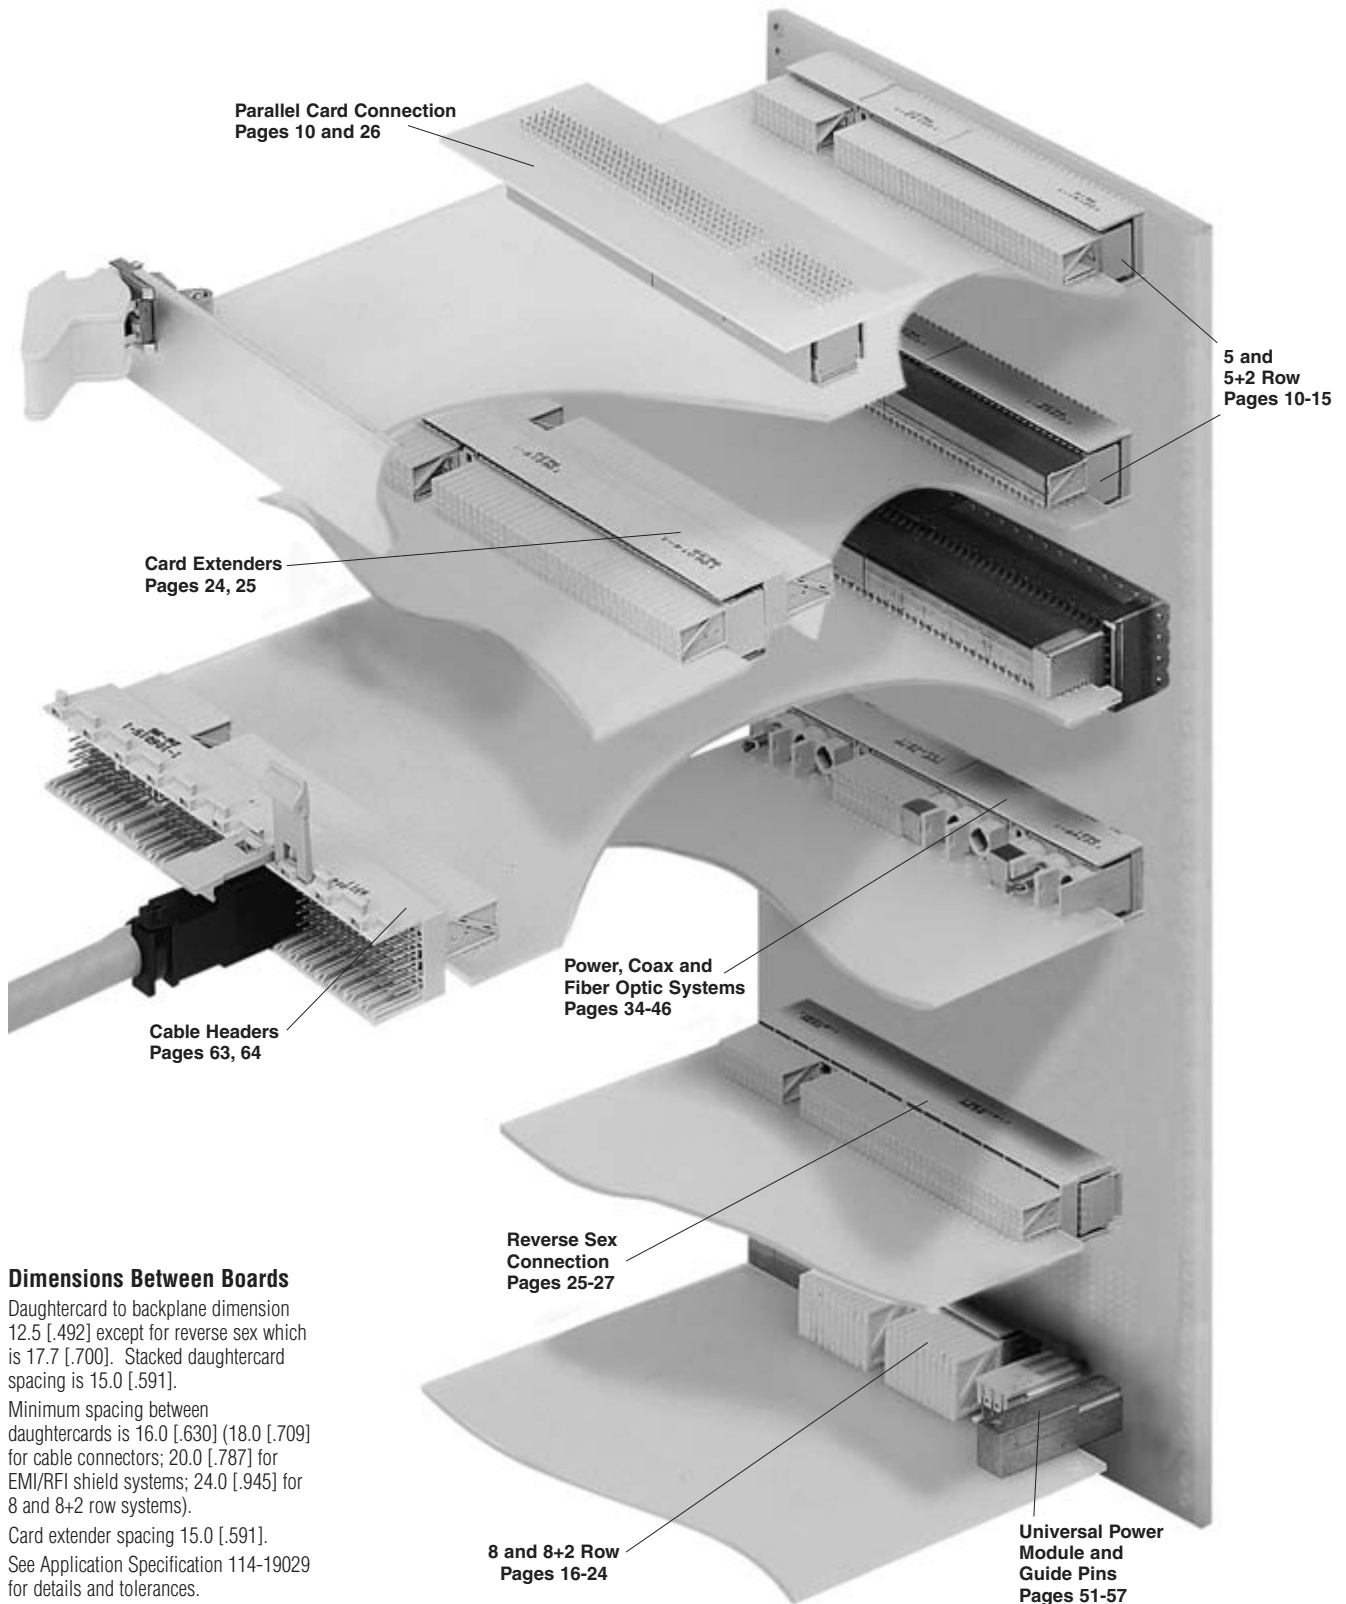 Parallel Card Connection
Pages 10 and 26
5 and
5+2 Row
Pages 10-15
Card Extenders
Pages 24, 25
Power, Coax and
Fiber Optic Systems
Pages 34-46
Cable Headers
Pages 63, 64
Reverse Sex
Connection
Pages 25-27
Dimensions Between Boards
Daughtercard to backplane dimension
12.5 [.492] except for reverse sex which
is 17.7 [.700]. Stacked daughtercard
spacing is 15.0 [.591].
Minimum spacing between
daughtercards is 16.0 [.630] (18.0 [.709]
for cable connectors; 20.0 [.787] for
EMI/RFI shield systems; 24.0 [.945] for
8 and 8+2 row systems).
Card extender spacing 15.0 [.591].
See Application Specification 114-19029
for details and tolerances.
8 and 8+2 Row
Pages 16-24
Universal Power
Module and
Guide Pins
Pages 51-57